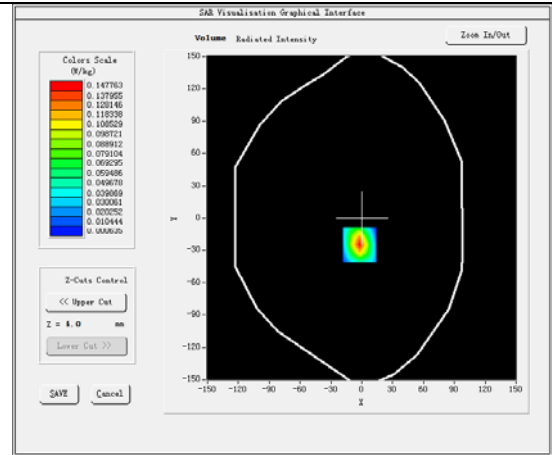 SAR Visualisation Graphical Interface
Volume Radiated Intensity
Zoom In/Out
Colors Scale
(W/kg)
0.147763
0.137955
0.128146
0.118338
0.108529
0.098721
0.088912
0.079104
0.069295
0.059486
0.049678
0.039869
0.030061
0.020252
0.010444
0.000635
150
120
90
60
30
Y
0
-30
-60
-90
-120
-150
-150 -120 -90 -60 -30 0 30 60 90 120 150
X
Z-Cuts Control
<< Upper Cut
Z = 4.0 mm
Lower Cut >>
SAVE
Cancel